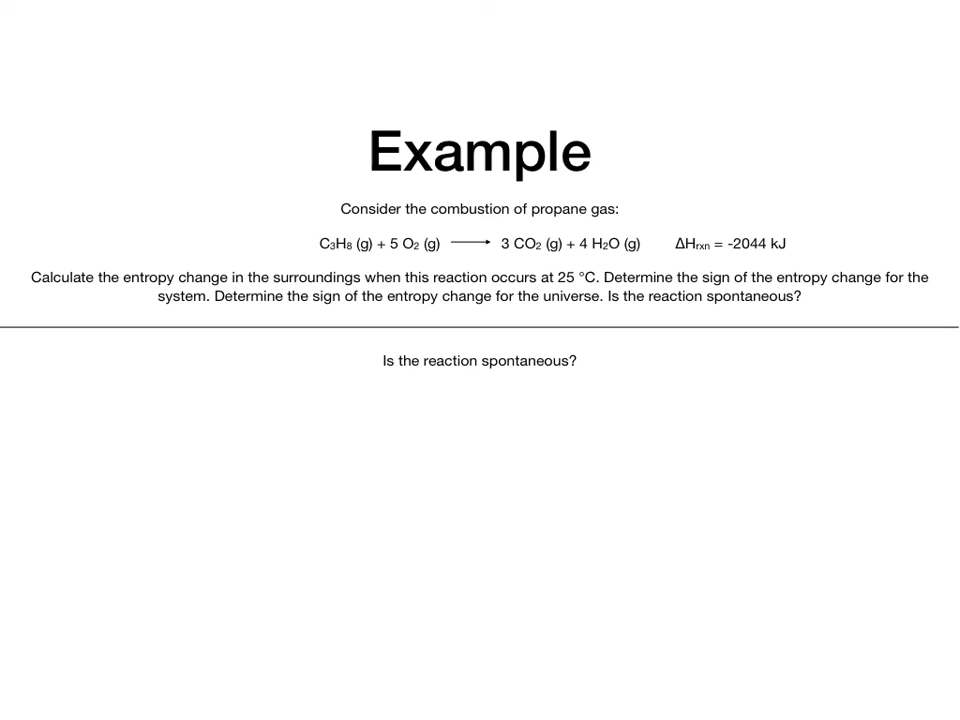 Example
Consider the combustion of propane gas:
C₃H₈ (g) + 5 O₂ (g) ⟶ 3 CO₂ (g) + 4 H₂O (g) ΔHᵣₓₙ = -2044 kJ
Calculate the entropy change in the surroundings when this reaction occurs at 25 °C. Determine the sign of the entropy change for the
system. Determine the sign of the entropy change for the universe. Is the reaction spontaneous?
Is the reaction spontaneous?